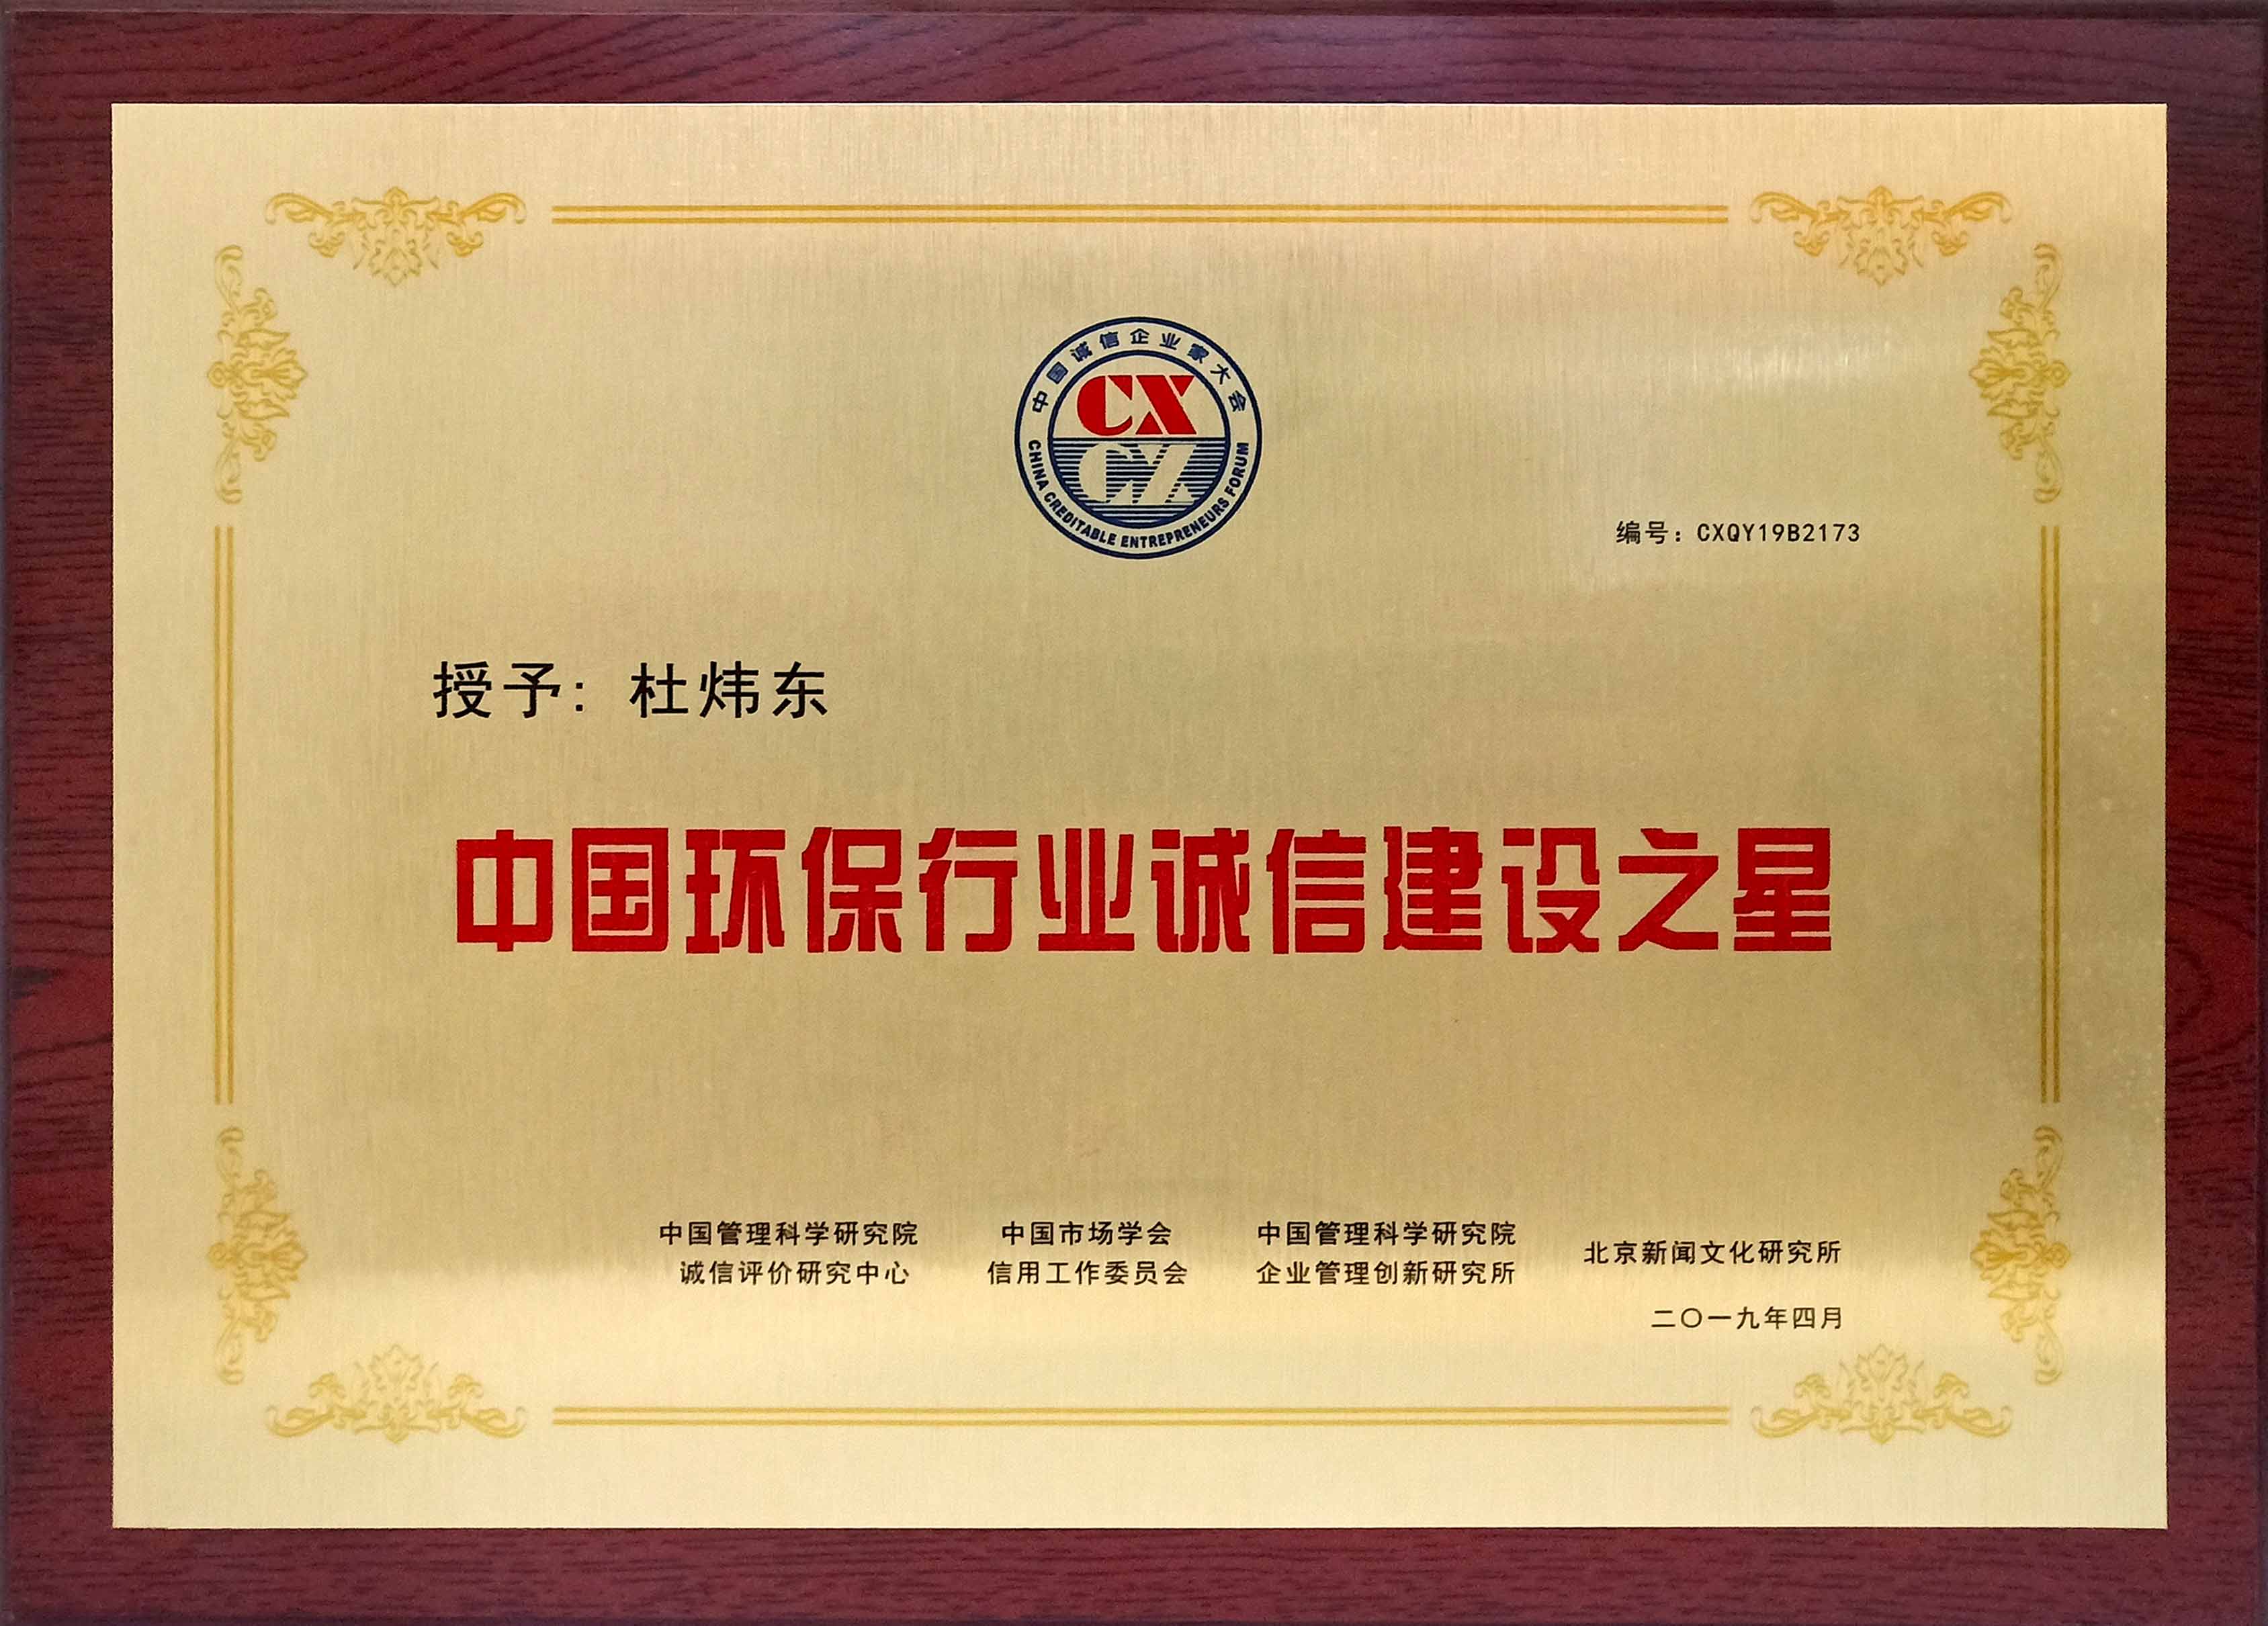 中国诚信企业家大会
CX
CHINA CREDITABLE ENTREPRENEURS FORUM
编号：CXQY19B2173
授予：杜炜东
中国环保行业诚信建设之星
中国管理科学研究院
诚信评价研究中心
中国市场学会
信用工作委员会
中国管理科学研究院
企业管理创新研究所
北京新闻文化研究所
二〇一九年四月